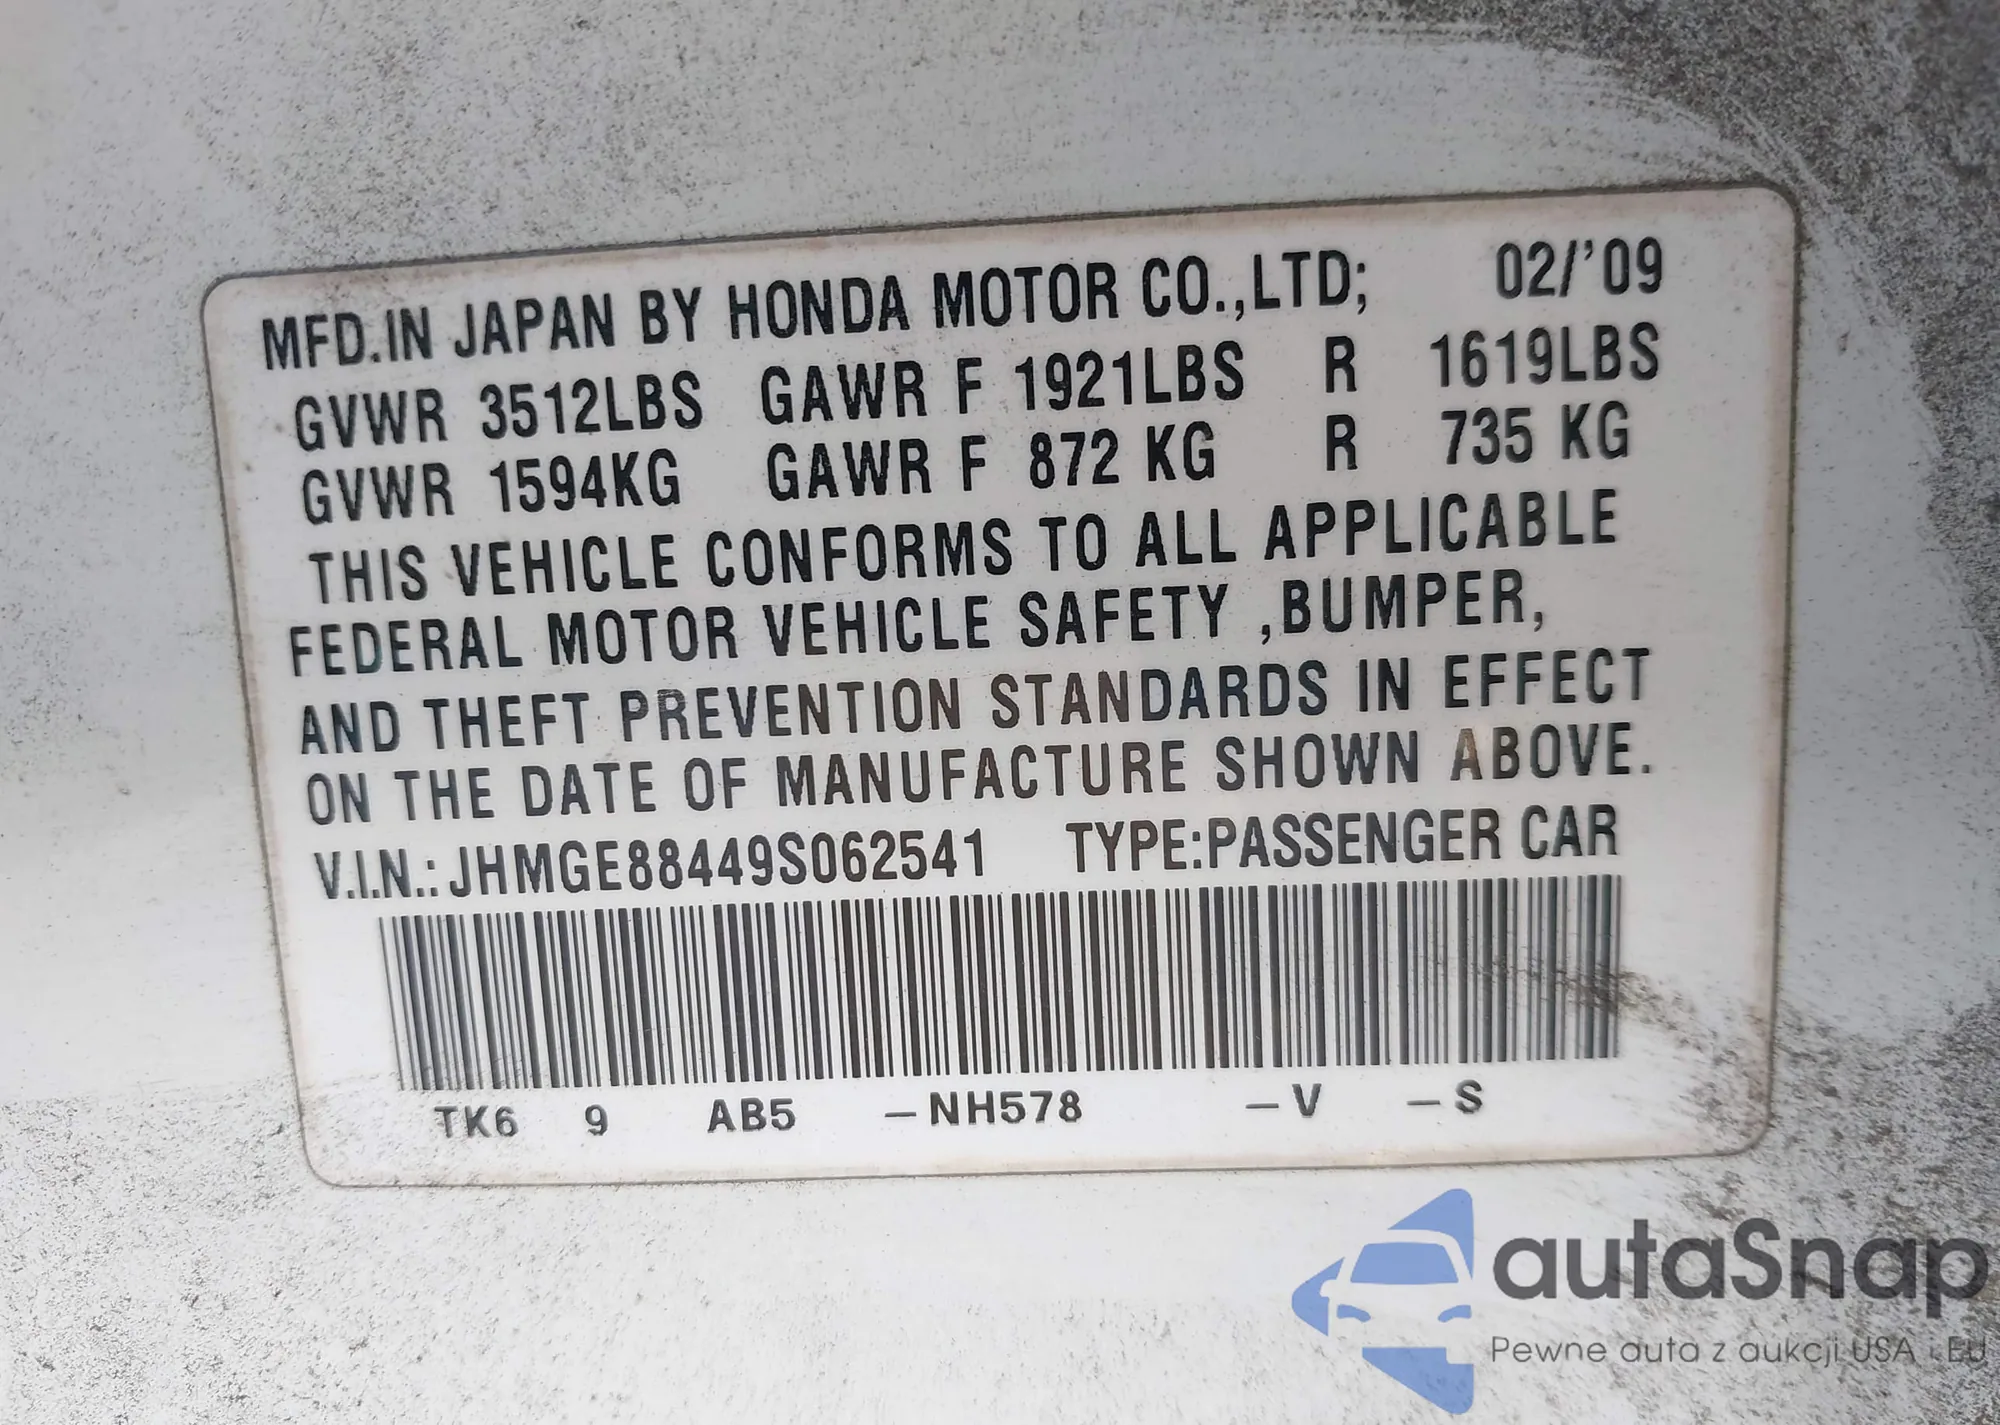 MFD.IN JAPAN BY HONDA MOTOR CO.,LTD; 02/'09
GVWR 3512LBS GAWR F 1921LBS R 1619LBS
GVWR 1594KG GAWR F 872 KG R 735 KG
THIS VEHICLE CONFORMS TO ALL APPLICABLE
FEDERAL MOTOR VEHICLE SAFETY ,BUMPER,
AND THEFT PREVENTION STANDARDS IN EFFECT
ON THE DATE OF MANUFACTURE SHOWN ABOVE.
V.I.N.: JHMGE88449S062541 TYPE:PASSENGER CAR
TK6 9 AB5 –NH578 –V –S
autaSnap
Pewne auta z aukcji USA i EU